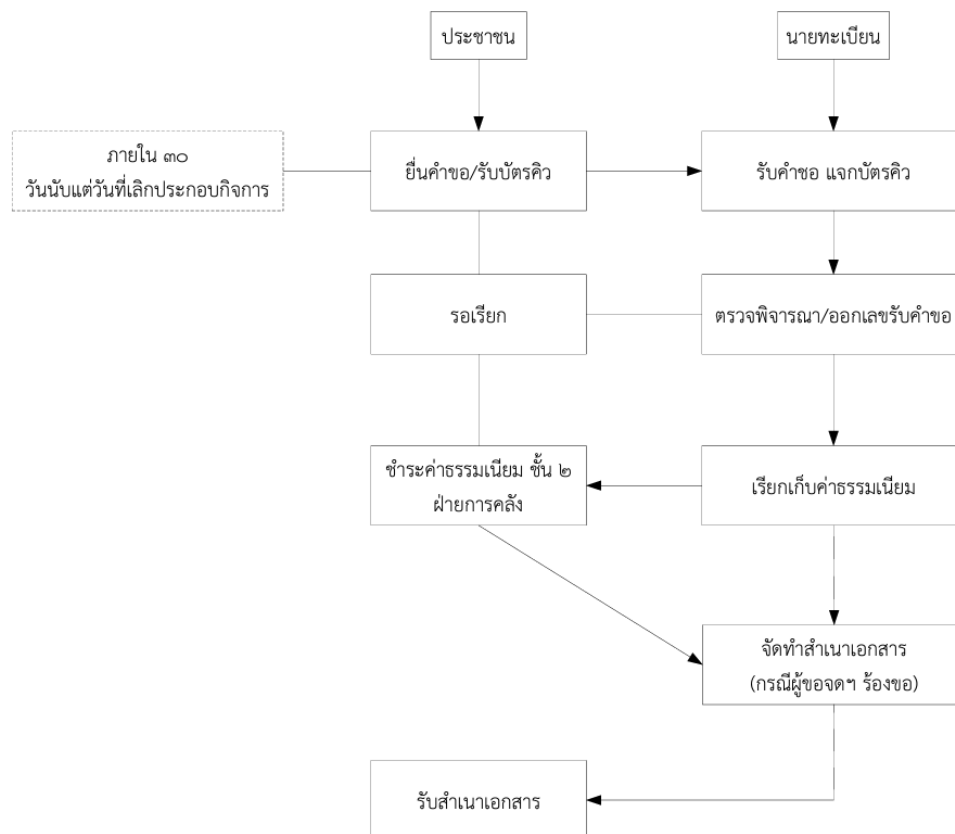 ประชาชน
นายทะเบียน
ภายใน ๓๐
วันนับแต่วันที่เลิกประกอบกิจการ
ยื่นคำขอ/รับบัตรคิว
รับคำชอ แจกบัตรคิว
รอเรียก
ตรวจพิจารณา/ออกเลขรับคำขอ
ชำระค่าธรรมเนียม ชั้น ๒
ฝ่ายการคลัง
เรียกเก็บค่าธรรมเนียม
จัดทำสำเนาเอกสาร
(กรณีผู้ขอจดฯ ร้องขอ)
รับสำเนาเอกสาร